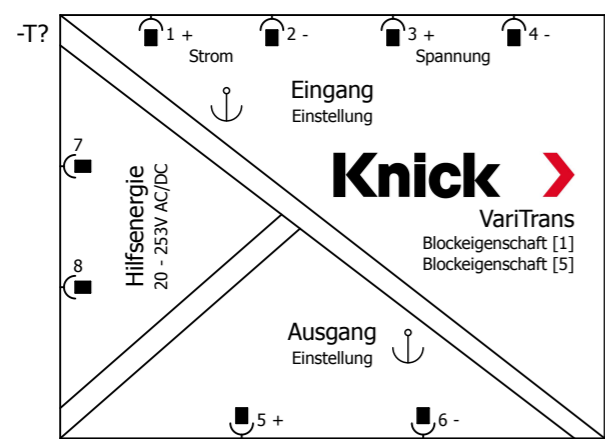 -T?
1 + 2 - 3 + 4 -
Strom Spannung
Eingang
Einstellung
7
Knick
Hilfsenergie
20 - 253V AC/DC
VariTrans
Blockeigenschaft [1]
Blockeigenschaft [5]
8
Ausgang
Einstellung
5 + 6 -